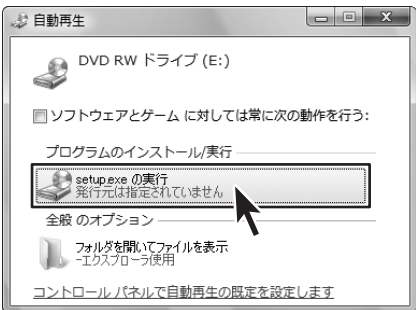 自動再生
DVD RW ドライブ (E:)
ソフトウェアとゲーム に対しては常に次の動作を行う:
プログラムのインストール/実行
setup.exe の実行
発行元は指定されていません
全般 のオプション
フォルダを開いてファイルを表示
-エクスプローラ使用
コントロール パネルで自動再生の既定を設定します